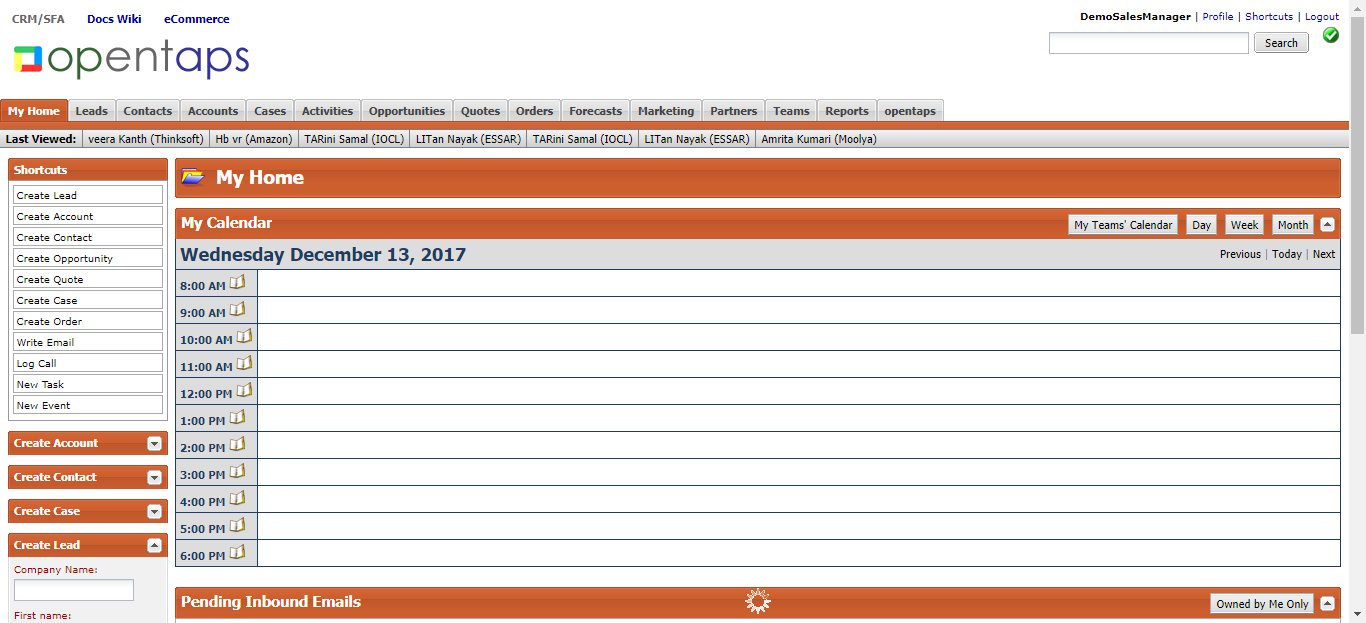 CRM/SFA Docs Wiki eCommerce
DemoSalesManager | Profile | Shortcuts | Logout
opentaps
Search
My Home Leads Contacts Accounts Cases Activities Opportunities Quotes Orders Forecasts Marketing Partners Teams Reports opentaps
Last Viewed: veera Kanth (Thinksoft) Hb vr (Amazon) TARini Samal (IOCL) LITan Nayak (ESSAR) TARini Samal (IOCL) LITan Nayak (ESSAR) Amrita Kumari (Moolya)
Shortcuts
Create Lead
Create Account
Create Contact
Create Opportunity
Create Quote
Create Case
Create Order
Write Email
Log Call
New Task
New Event
Create Account
Create Contact
Create Case
Create Lead
Company Name:
First name:
My Home
My Calendar
My Teams' Calendar Day Week Month
Wednesday December 13, 2017
Previous | Today | Next
8:00 AM
9:00 AM
10:00 AM
11:00 AM
12:00 PM
1:00 PM
2:00 PM
3:00 PM
4:00 PM
5:00 PM
6:00 PM
Pending Inbound Emails
Owned by Me Only